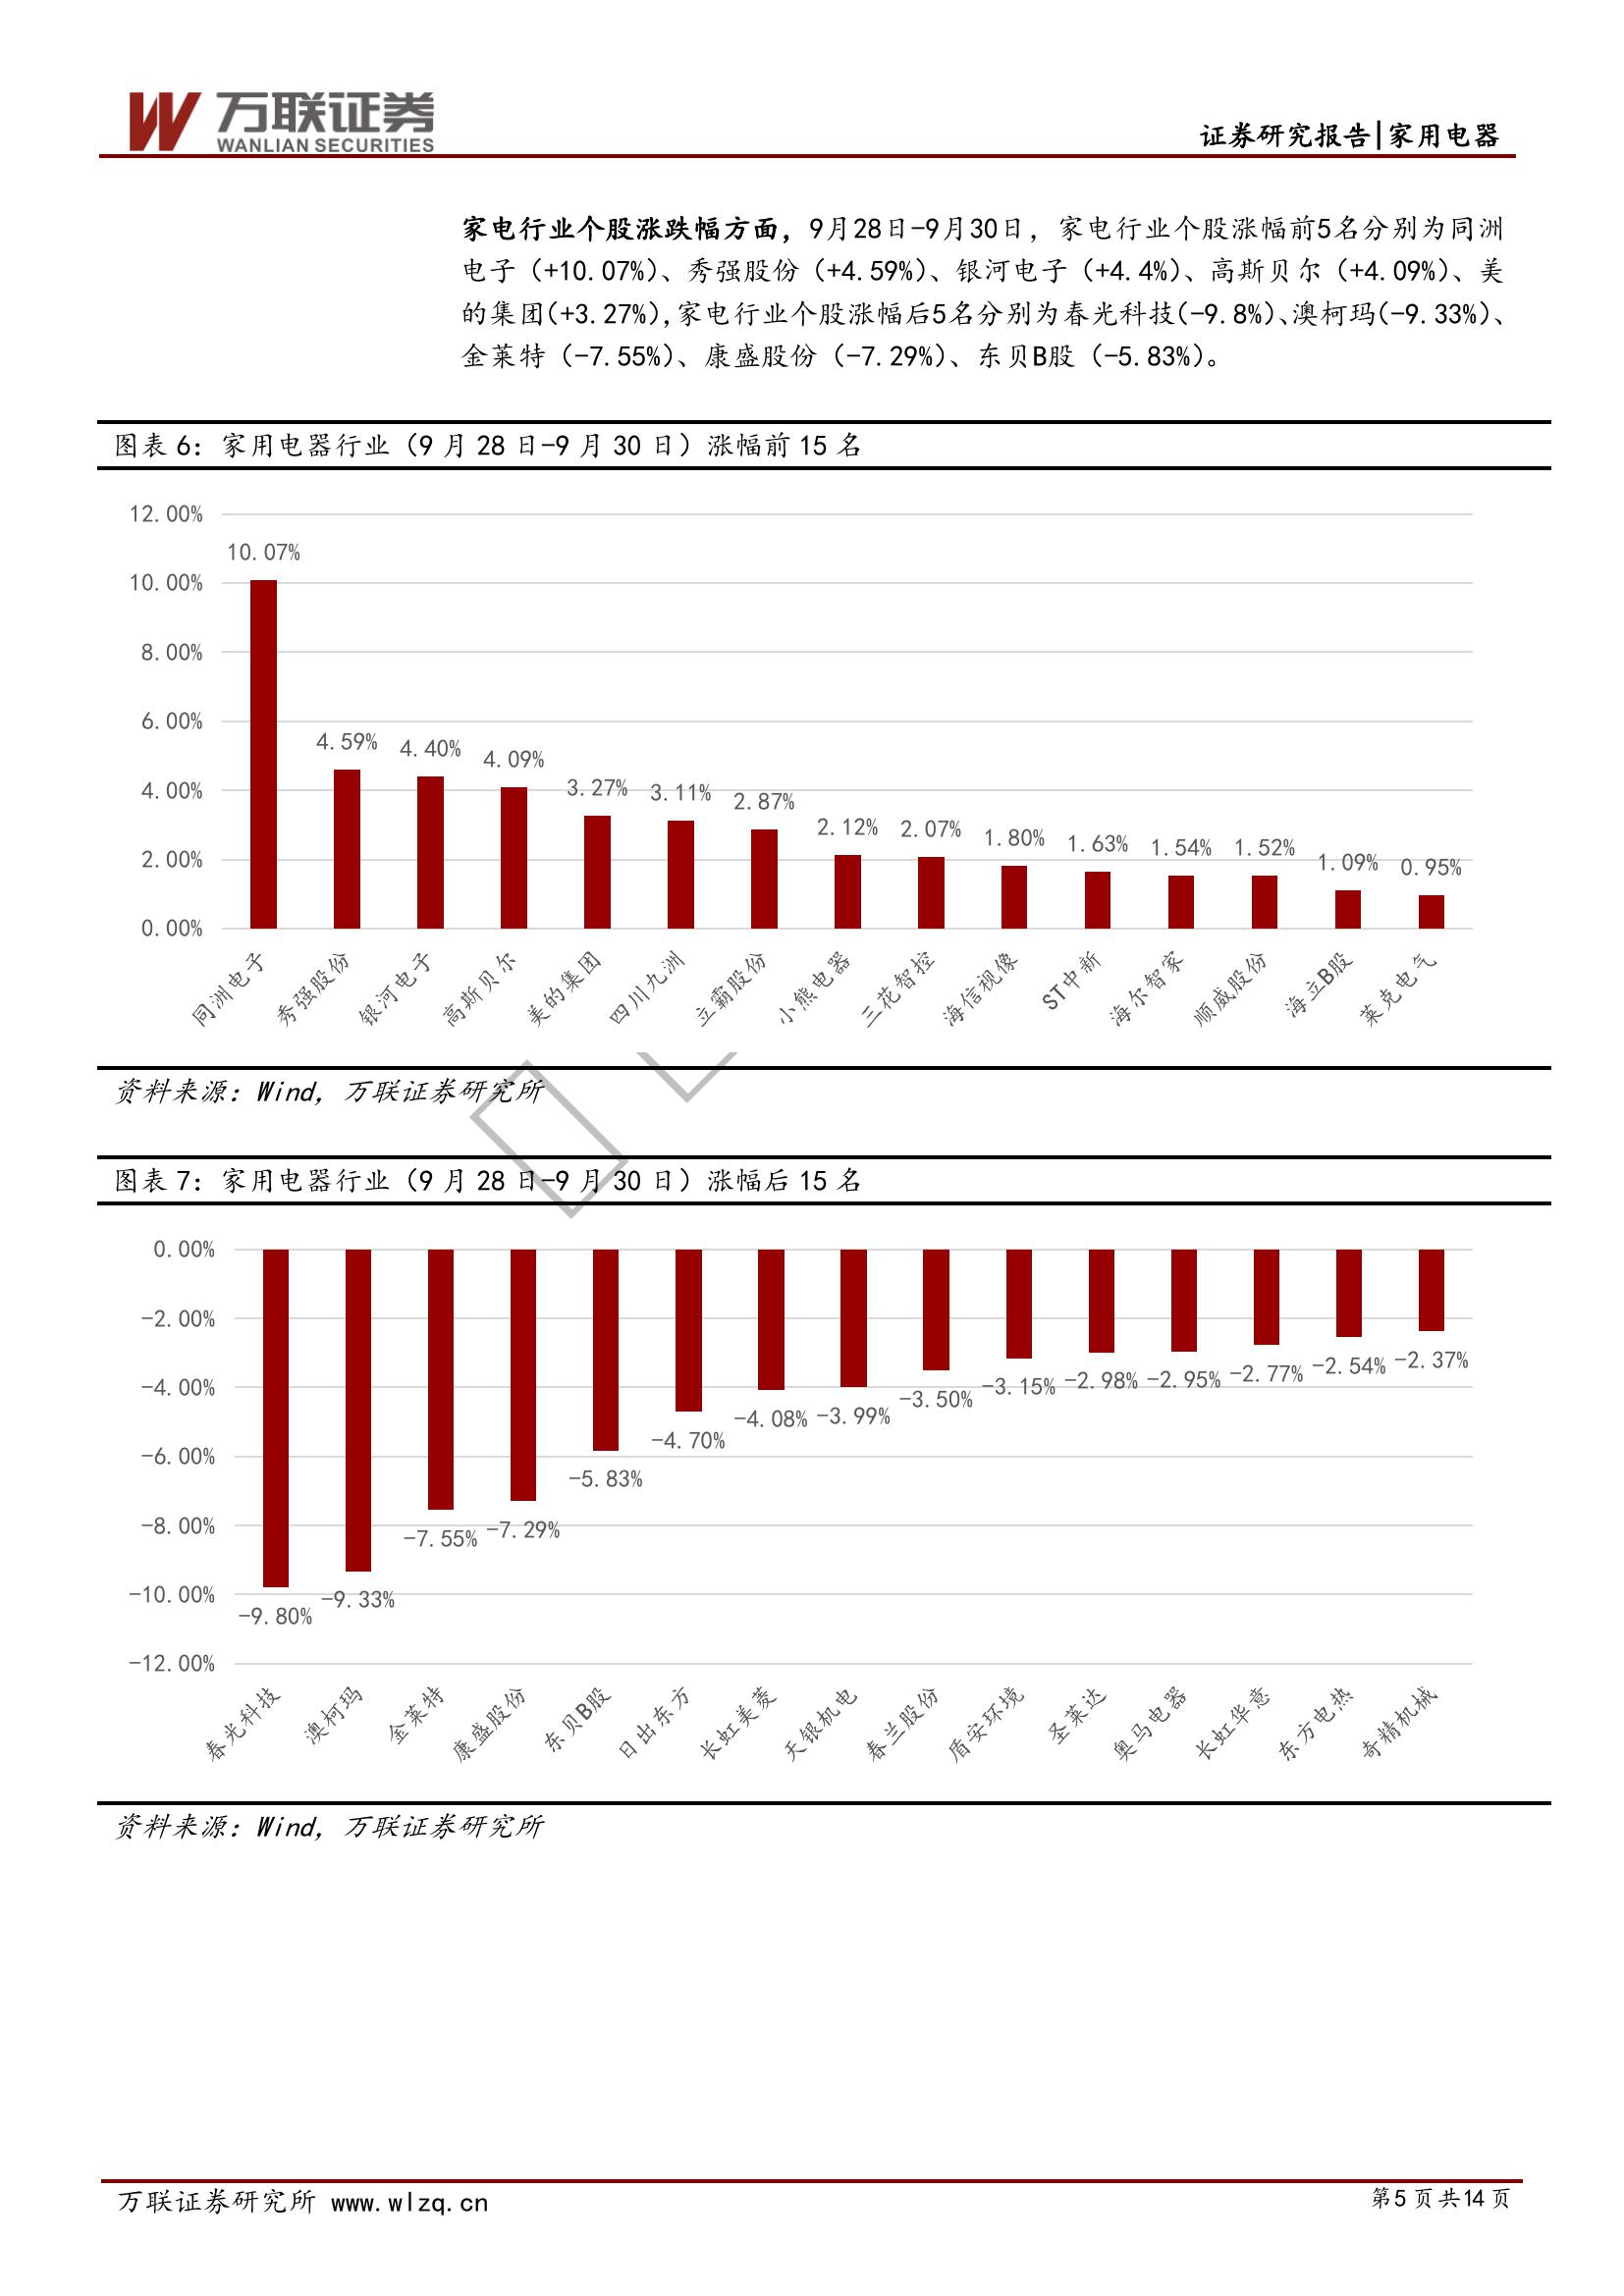 万联证券
WANLIAN SECURITIES
证券研究报告|家用电器
家电行业个股涨跌幅方面，9月28日-9月30日，家电行业个股涨幅前5名分别为同洲
电子（+10.07%）、秀强股份（+4.59%）、银河电子（+4.4%）、高斯贝尔（+4.09%）、美
的集团(+3.27%),家电行业个股涨幅后5名分别为春光科技(-9.8%)、澳柯玛(-9.33%)、
金莱特（-7.55%）、康盛股份（-7.29%）、东贝B股（-5.83%）。
图表 6：家用电器行业（9 月 28 日-9 月 30 日）涨幅前 15 名
12.00%
10.00%
8.00%
6.00%
4.00%
2.00%
0.00%
10.07%
4.59%
4.40%
4.09%
3.27%
3.11%
2.87%
2.12%
2.07%
1.80%
1.63%
1.54%
1.52%
1.09%
0.95%
同洲电子
秀强股份
银河电子
高斯贝尔
美的集团
四川九洲
立霸股份
小熊电器
三花智控
海信视像
ST中新
海尔智家
顺威股份
海立B股
莱克电气
资料来源：Wind，万联证券研究所
图表 7：家用电器行业（9 月 28 日-9 月 30 日）涨幅后 15 名
0.00%
-2.00%
-4.00%
-6.00%
-8.00%
-10.00%
-12.00%
-9.80%
-9.33%
-7.55%
-7.29%
-5.83%
-4.70%
-4.08%
-3.99%
-3.50%
-3.15%
-2.98%
-2.95%
-2.77%
-2.54%
-2.37%
春光科技
澳柯玛
金莱特
康盛股份
东贝B股
日出东方
长虹美菱
天银机电
春兰股份
盾安环境
圣莱达
奥马电器
长虹华意
东方电热
奇精机械
资料来源：Wind，万联证券研究所
万联证券研究所 www.wlzq.cn
第 5 页 共 14 页